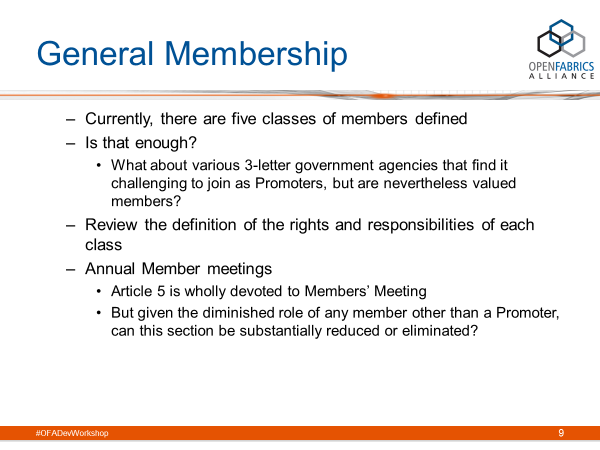 General Membership
OPENFABRICS
ALLIANCE
– Currently, there are five classes of members defined
– Is that enough?
• What about various 3-letter government agencies that find it
challenging to join as Promoters, but are nevertheless valued
members?
– Review the definition of the rights and responsibilities of each
class
– Annual Member meetings
• Article 5 is wholly devoted to Members’ Meeting
• But given the diminished role of any member other than a Promoter,
can this section be substantially reduced or eliminated?
#OFADevWorkshop
9